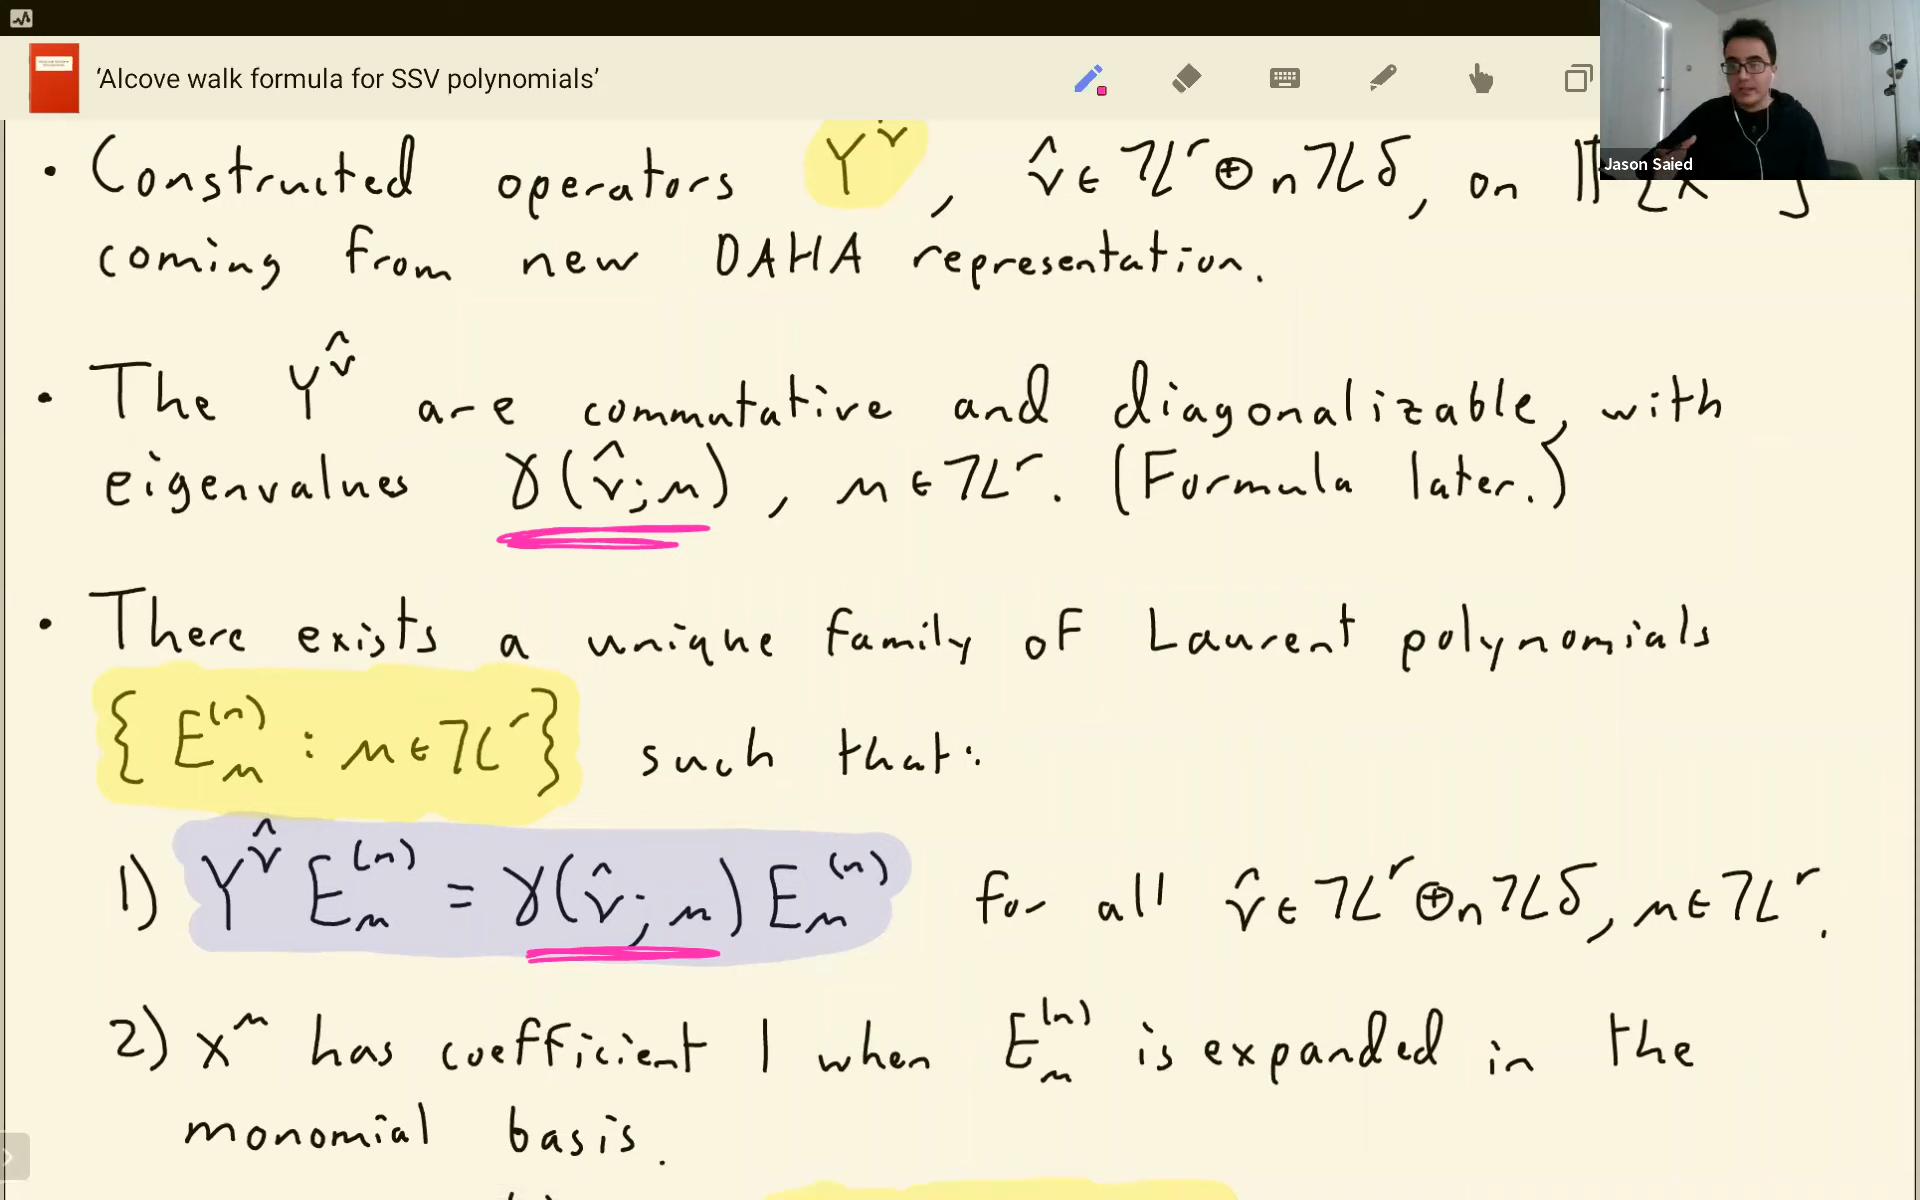 ‘Alcove walk formula for SSV polynomials’
Jason Saied
• Constructed operators Y^v̂, v̂ ∈ ℤ^r ⊕ nℤδ, on
coming from new DAHA representation.
• The Y^v̂ are commutative and diagonalizable, with
eigenvalues γ(v̂; μ), μ ∈ ℤ^r. (Formula later.)
• There exists a unique family of Laurent polynomials
{E_μ^(n) : μ ∈ ℤ^r} such that:
1) Y^v̂ E_μ^(n) = γ(v̂; μ) E_μ^(n) for all v̂ ∈ ℤ^r ⊕ nℤδ, μ ∈ ℤ^r.
2) x^μ has coefficient 1 when E_μ^(n) is expanded in the
monomial basis.